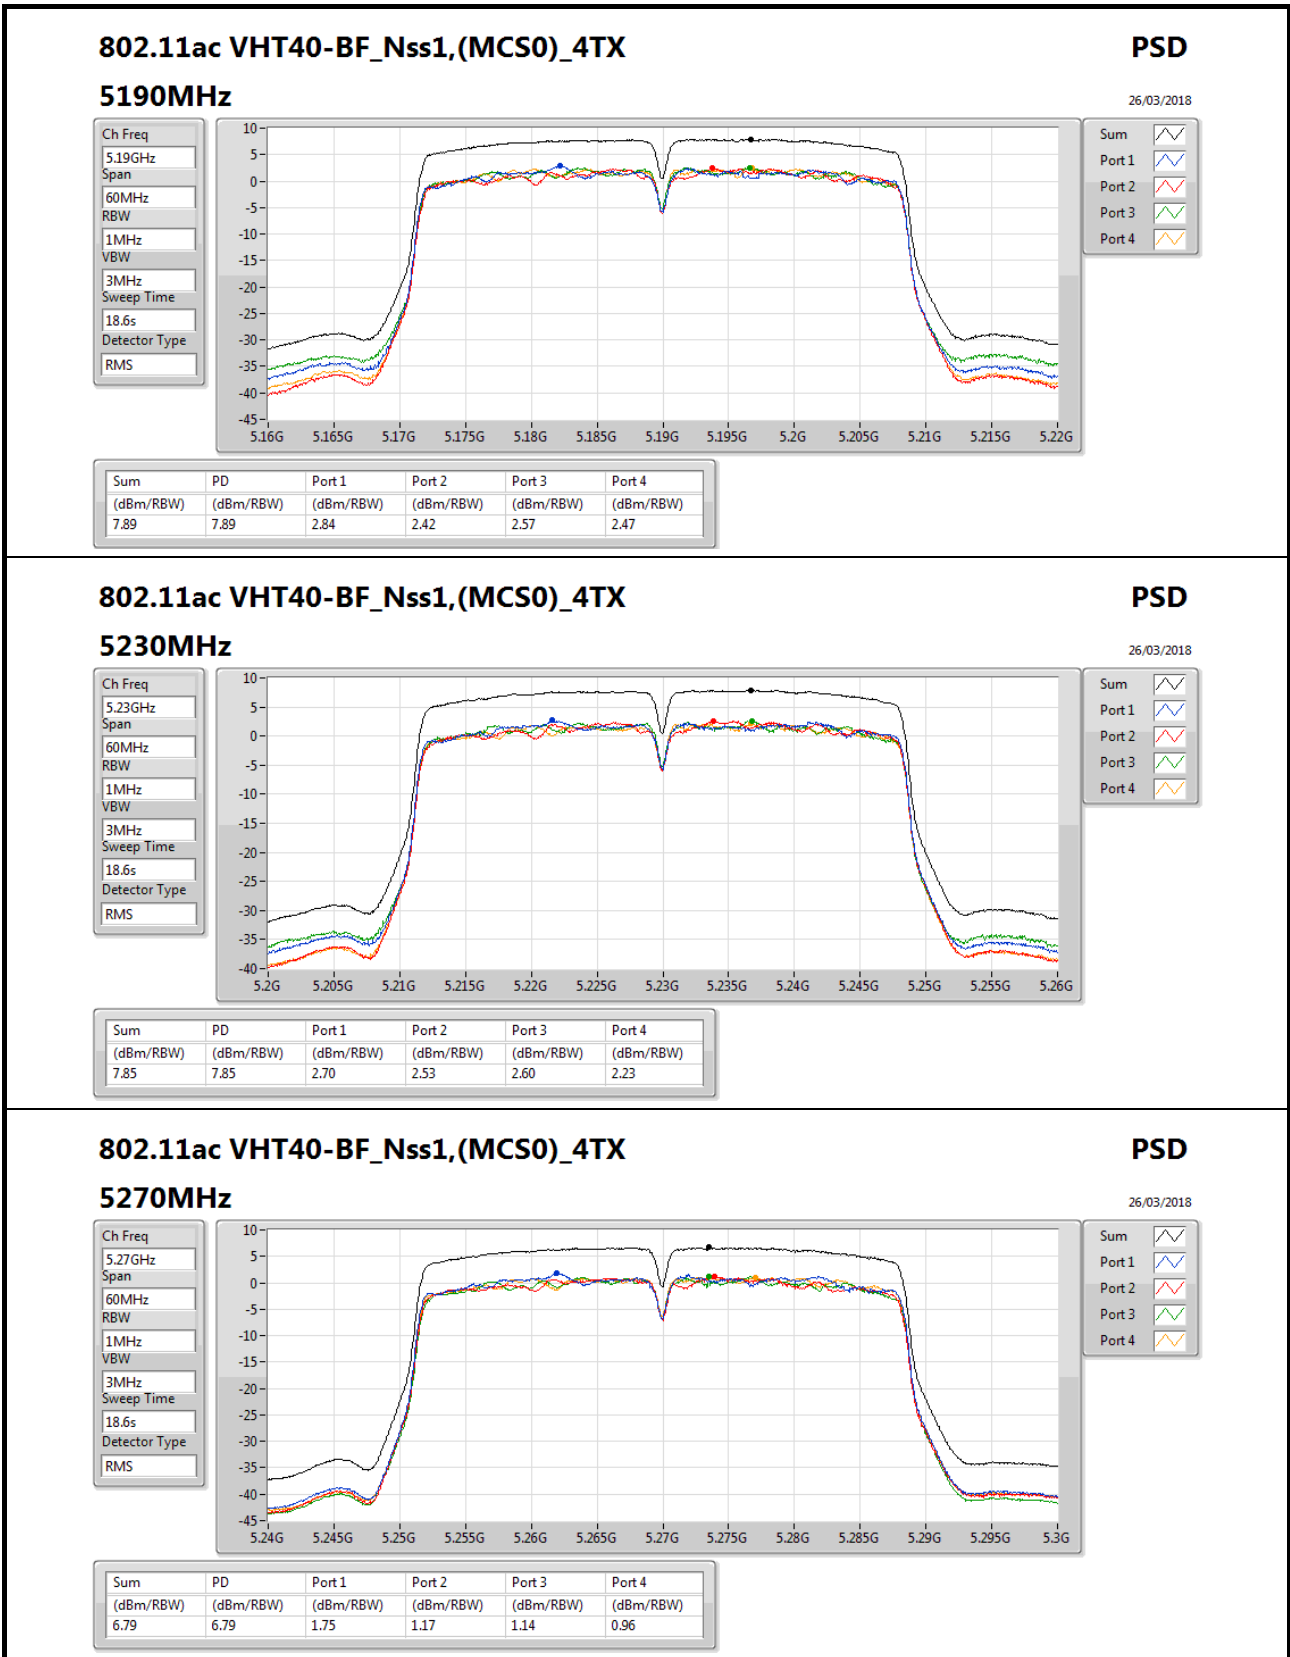 802.11ac VHT40-BF_Nss1,(MCS0)_4TX PSD
5190MHz 26/03/2018
Ch Freq
5.19GHz
Span
60MHz
RBW
1MHz
VBW
3MHz
Sweep Time
18.6s
Detector Type
RMS
10
5
0
-5
-10
-15
-20
-25
-30
-35
-40
-45
5.16G 5.165G 5.17G 5.175G 5.18G 5.185G 5.19G 5.195G 5.2G 5.205G 5.21G 5.215G 5.22G
Sum
Port 1
Port 2
Port 3
Port 4
Sum PD Port 1 Port 2 Port 3 Port 4
(dBm/RBW) (dBm/RBW) (dBm/RBW) (dBm/RBW) (dBm/RBW) (dBm/RBW)
7.89 7.89 2.84 2.42 2.57 2.47
802.11ac VHT40-BF_Nss1,(MCS0)_4TX PSD
5230MHz 26/03/2018
Ch Freq
5.23GHz
Span
60MHz
RBW
1MHz
VBW
3MHz
Sweep Time
18.6s
Detector Type
RMS
10
5
0
-5
-10
-15
-20
-25
-30
-35
-40
5.2G 5.205G 5.21G 5.215G 5.22G 5.225G 5.23G 5.235G 5.24G 5.245G 5.25G 5.255G 5.26G
Sum
Port 1
Port 2
Port 3
Port 4
Sum PD Port 1 Port 2 Port 3 Port 4
(dBm/RBW) (dBm/RBW) (dBm/RBW) (dBm/RBW) (dBm/RBW) (dBm/RBW)
7.85 7.85 2.70 2.53 2.60 2.23
802.11ac VHT40-BF_Nss1,(MCS0)_4TX PSD
5270MHz 26/03/2018
Ch Freq
5.27GHz
Span
60MHz
RBW
1MHz
VBW
3MHz
Sweep Time
18.6s
Detector Type
RMS
10
5
0
-5
-10
-15
-20
-25
-30
-35
-40
-45
5.24G 5.245G 5.25G 5.255G 5.26G 5.265G 5.27G 5.275G 5.28G 5.285G 5.29G 5.295G 5.3G
Sum
Port 1
Port 2
Port 3
Port 4
Sum PD Port 1 Port 2 Port 3 Port 4
(dBm/RBW) (dBm/RBW) (dBm/RBW) (dBm/RBW) (dBm/RBW) (dBm/RBW)
6.79 6.79 1.75 1.17 1.14 0.96